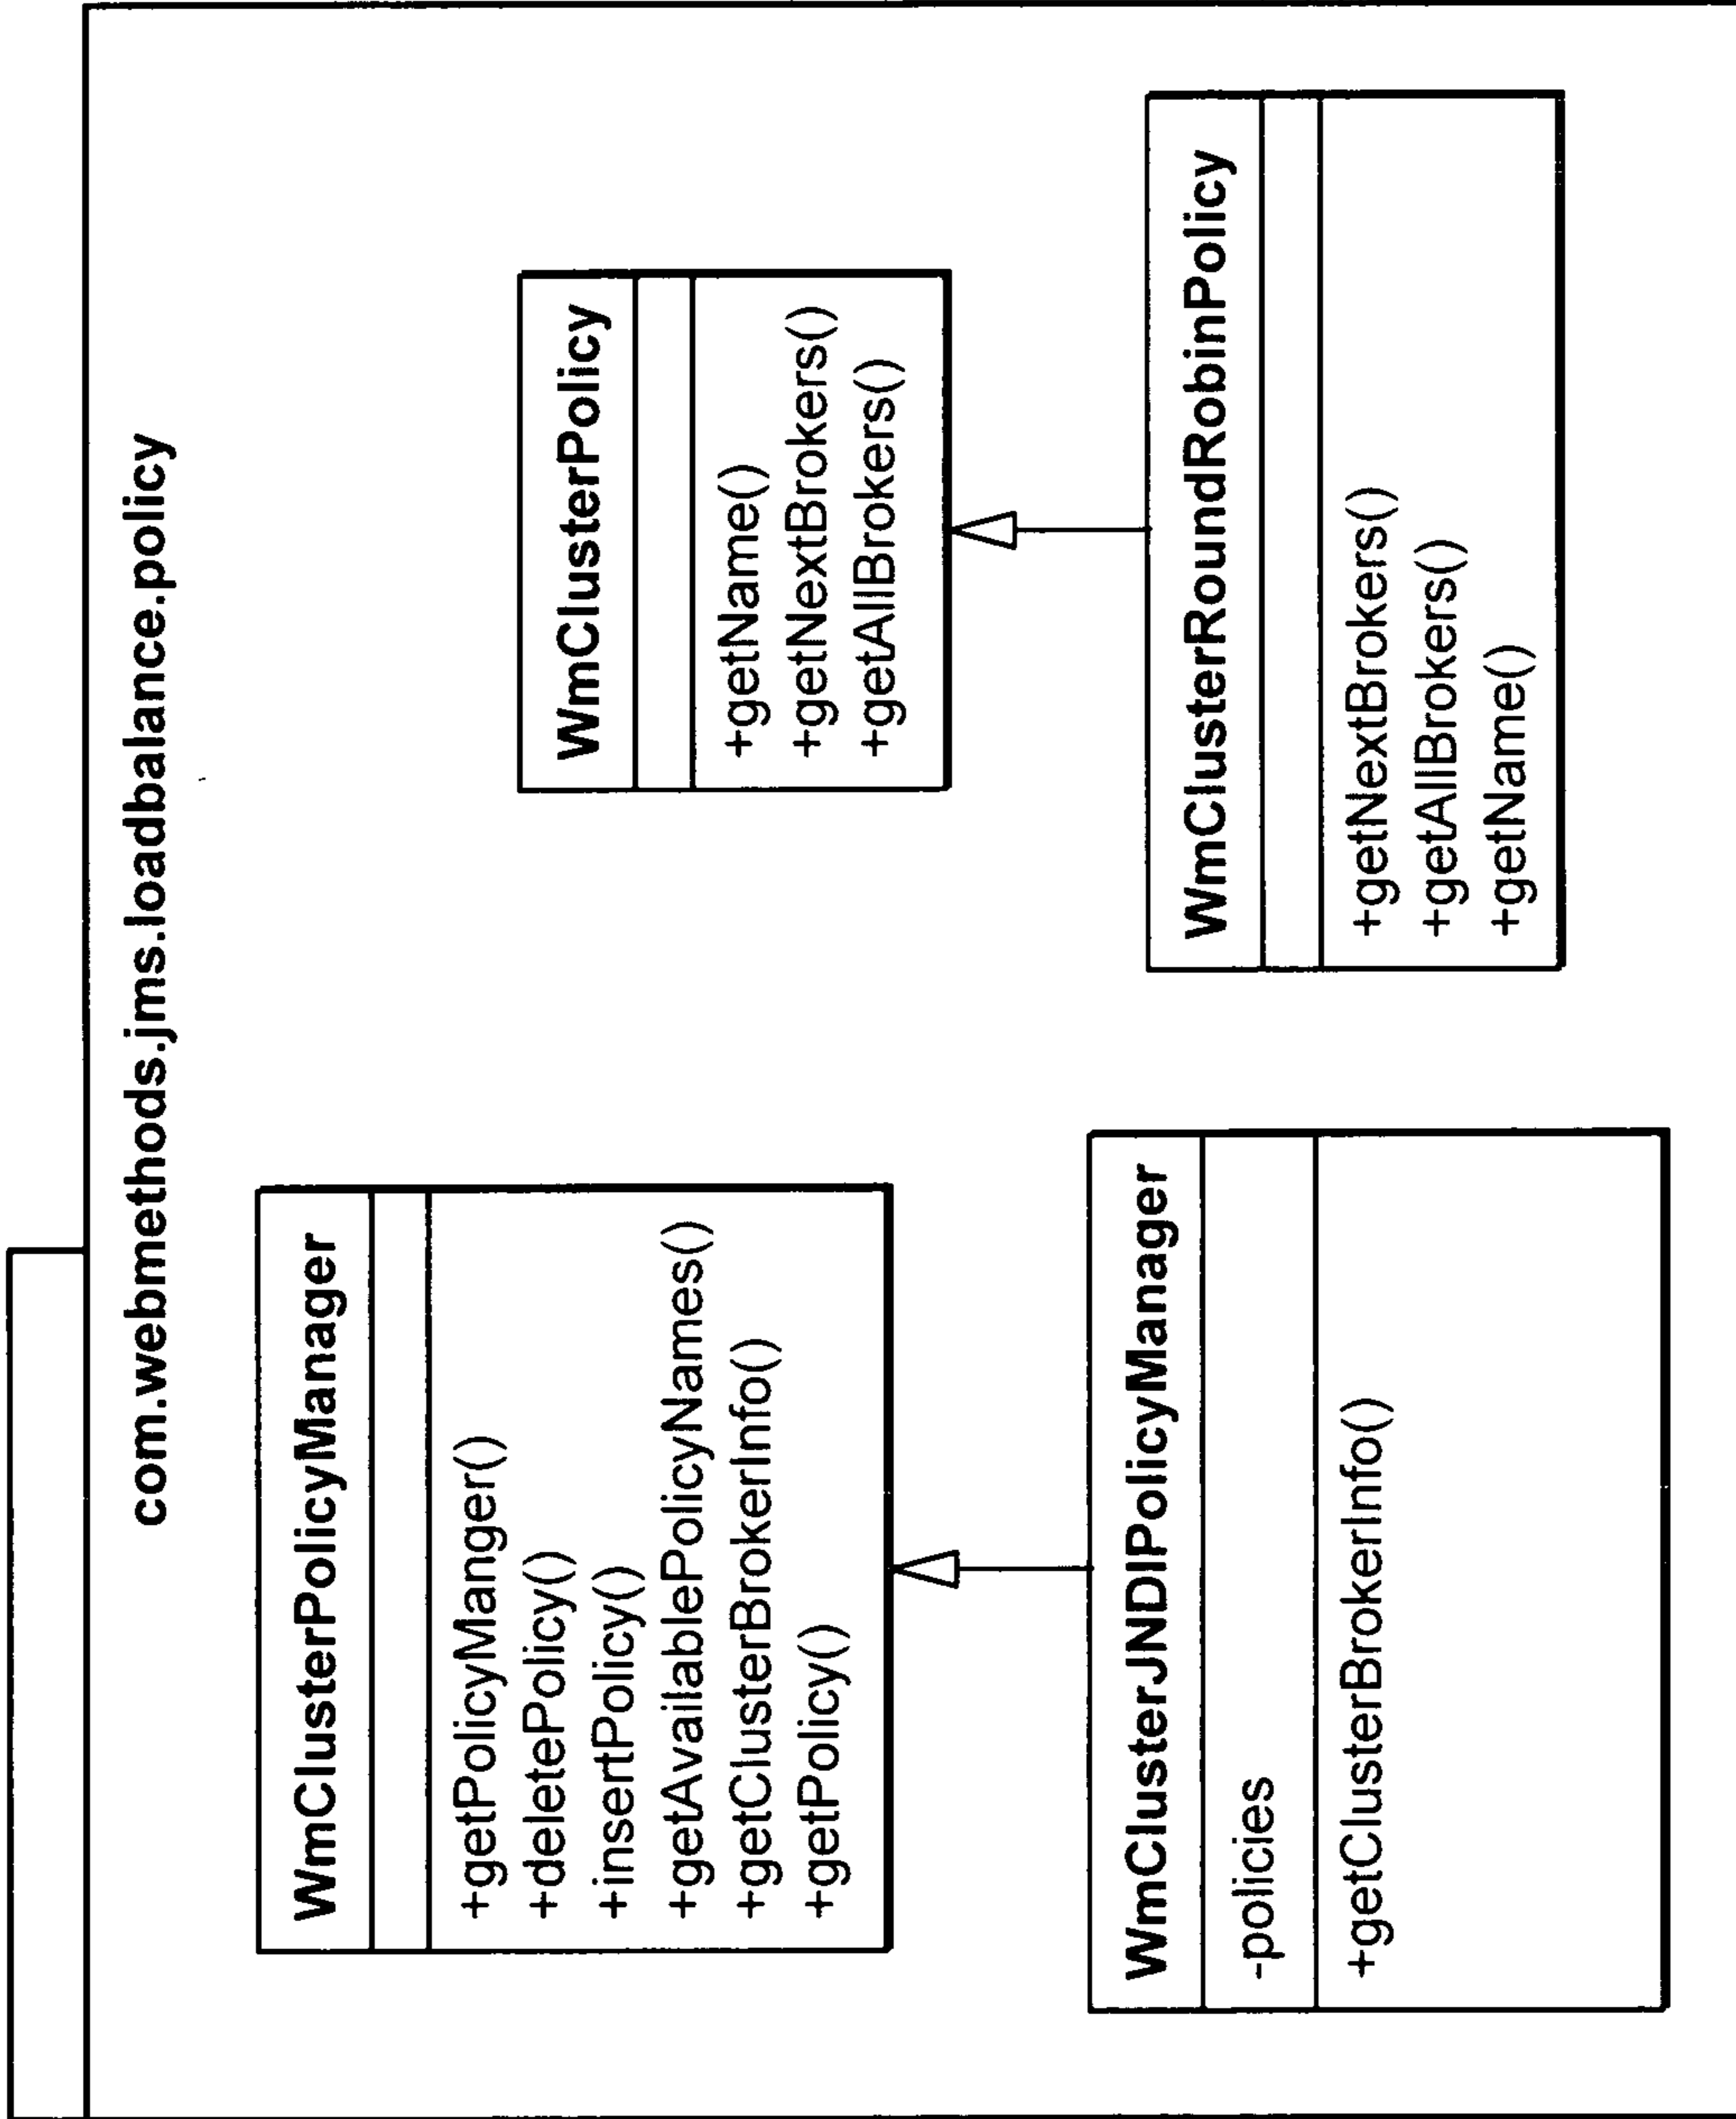 com.webmethods.jms.loadbalance.policy
WmClusterPolicyManager
+getPolicyManger()
+deletePolicy()
+insertPolicy()
+getAvailablePolicyNames()
+getClusterBrokerInfo()
+getPolicy()
WmClusterPolicy
+getName()
+getNextBrokers()
+getAllBrokers()
WmClusterJNDIPolicyManager
-policies
+getClusterBrokerInfo()
WmClusterRoundRobinPolicy
+getNextBrokers()
+getAllBrokers()
+getName()